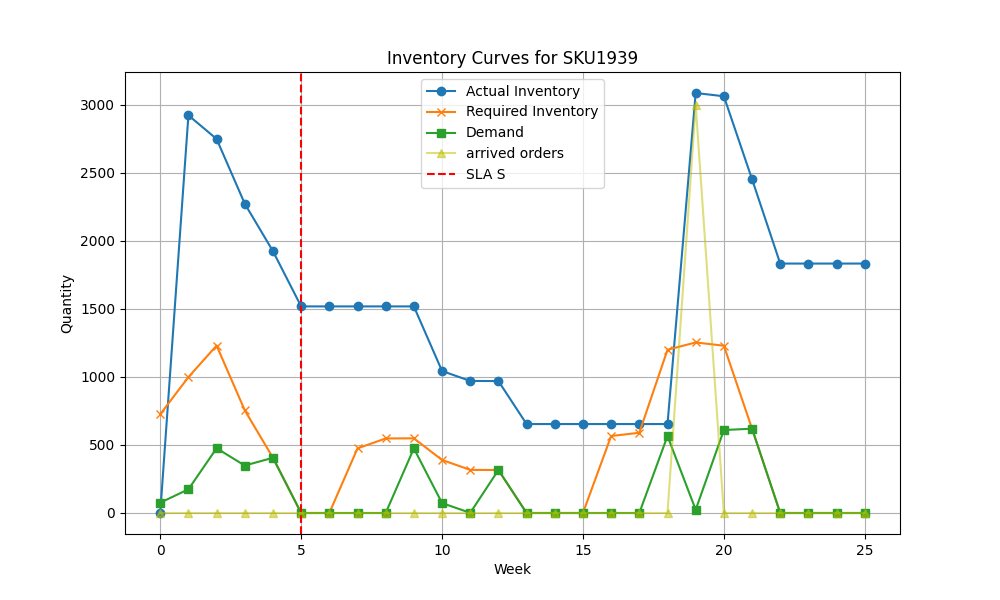 Inventory Curves for SKU1939
Actual Inventory
Required Inventory
Demand
arrived orders
SLA S
Quantity
3000
2500
2000
1500
1000
500
0
0 5 10 15 20 25
Week